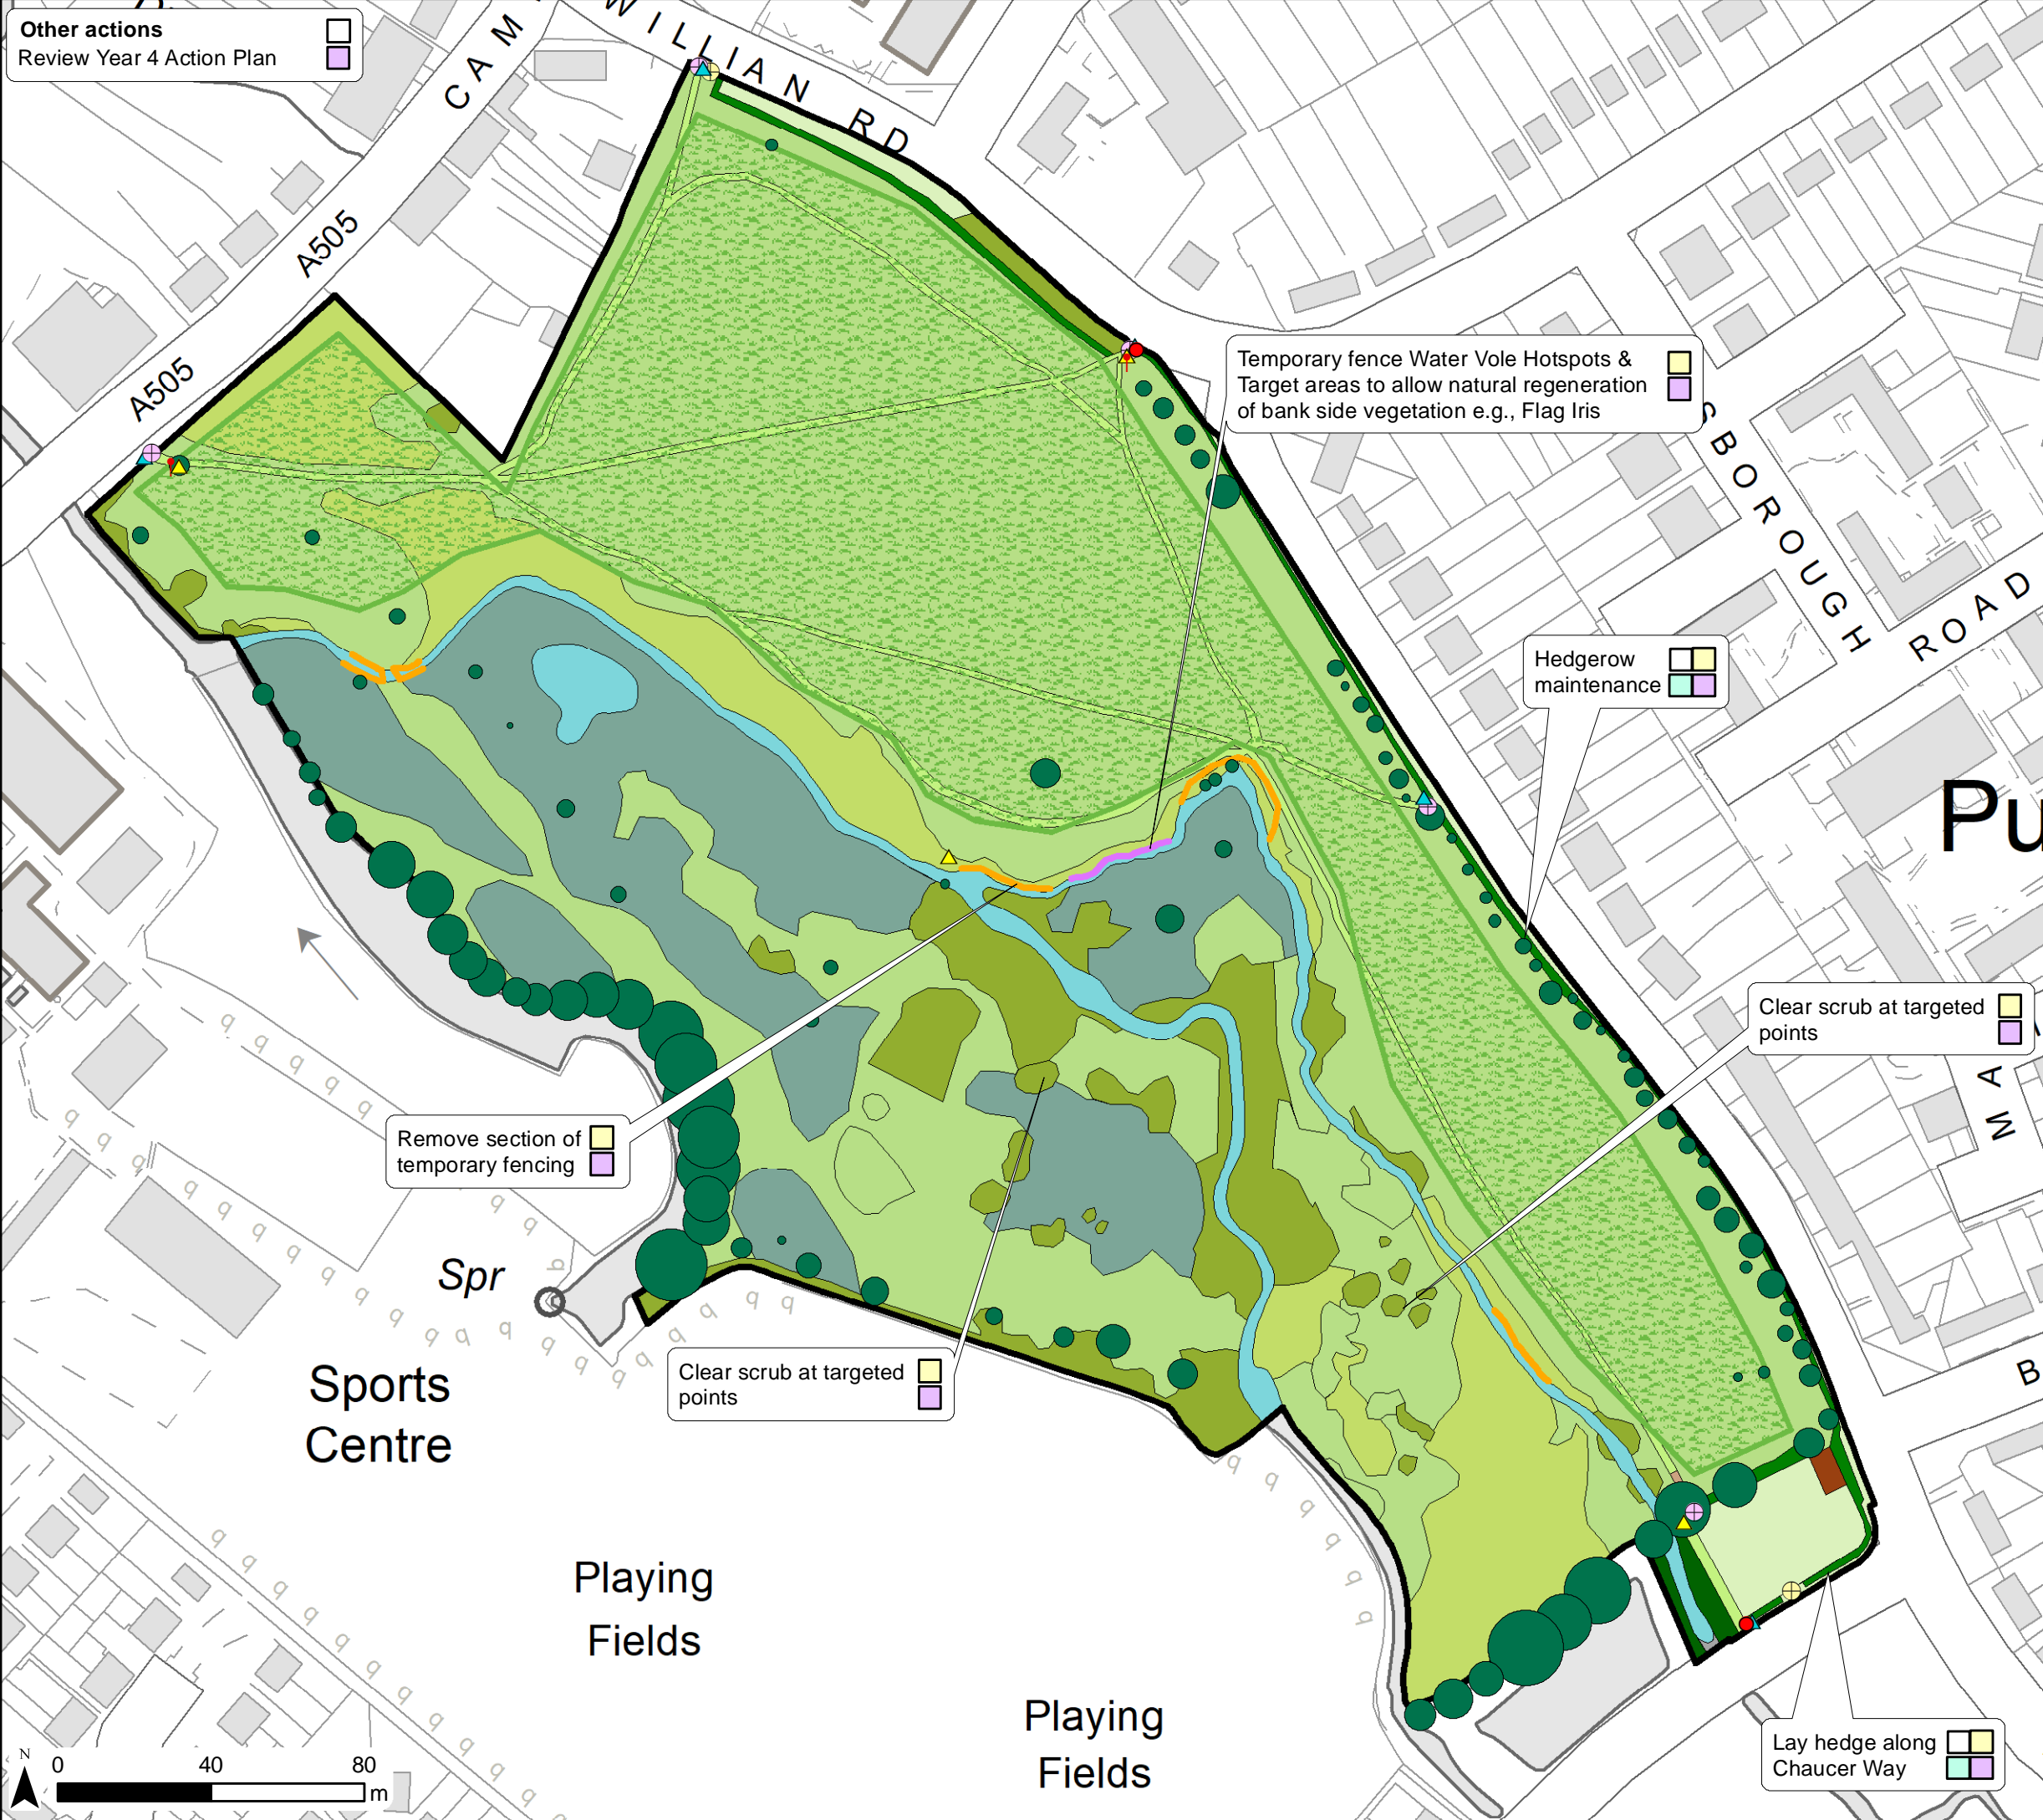 Other actions
Review Year 4 Action Plan
CAM
WILLIAN RD
A505
A505
Temporary fence Water Vole Hotspots &
Target areas to allow natural regeneration
of bank side vegetation e.g., Flag Iris
SBOROUGH
ROAD
Hedgerow
maintenance
Pu
Clear scrub at targeted
points
MA
Remove section of
temporary fencing
Spr
Clear scrub at targeted
points
B
Sports
Centre
Playing
Fields
Playing
Fields
Lay hedge along
Chaucer Way
N
0 40 80
m